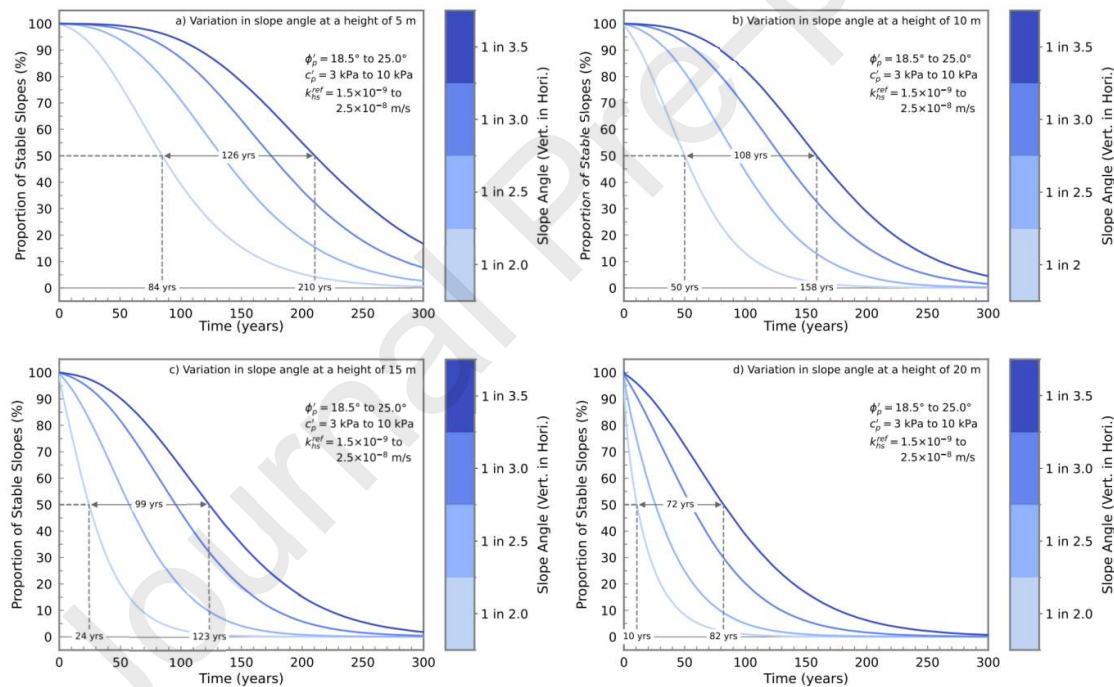 a) Variation in slope angle at a height of 5 m
ϕ′p = 18.5° to 25.0°
c′p = 3 kPa to 10 kPa
k^ref_hs = 1.5×10⁻⁹ to
2.5×10⁻⁸ m/s
Proportion of Stable Slopes (%)
100
90
80
70
60
50
40
30
20
10
0
126 yrs
84 yrs
210 yrs
0
50
100
150
200
250
300
Time (years)
1 in 3.5
1 in 3.0
1 in 2.5
1 in 2.0
Slope Angle (Vert. in Hori.)
b) Variation in slope angle at a height of 10 m
ϕ′p = 18.5° to 25.0°
c′p = 3 kPa to 10 kPa
k^ref_hs = 1.5×10⁻⁹ to
2.5×10⁻⁸ m/s
Proportion of Stable Slopes (%)
100
90
80
70
60
50
40
30
20
10
0
108 yrs
50 yrs
158 yrs
0
50
100
150
200
250
300
Time (years)
1 in 3.5
1 in 3.0
1 in 2.5
1 in 2
Slope Angle (Vert. in Hori.)
c) Variation in slope angle at a height of 15 m
ϕ′p = 18.5° to 25.0°
c′p = 3 kPa to 10 kPa
k^ref_hs = 1.5×10⁻⁹ to
2.5×10⁻⁸ m/s
Proportion of Stable Slopes (%)
100
90
80
70
60
50
40
30
20
10
0
99 yrs
24 yrs
123 yrs
0
50
100
150
200
250
300
Time (years)
1 in 3.5
1 in 3.0
1 in 2.5
1 in 2.0
Slope Angle (Vert. in Hori.)
d) Variation in slope angle at a height of 20 m
ϕ′p = 18.5° to 25.0°
c′p = 3 kPa to 10 kPa
k^ref_hs = 1.5×10⁻⁹ to
2.5×10⁻⁸ m/s
Proportion of Stable Slopes (%)
100
90
80
70
60
50
40
30
20
10
0
72 yrs
10 yrs
82 yrs
0
50
100
150
200
250
300
Time (years)
1 in 3.5
1 in 3.0
1 in 2.5
1 in 2.0
Slope Angle (Vert. in Hori.)
Journal Pre-p